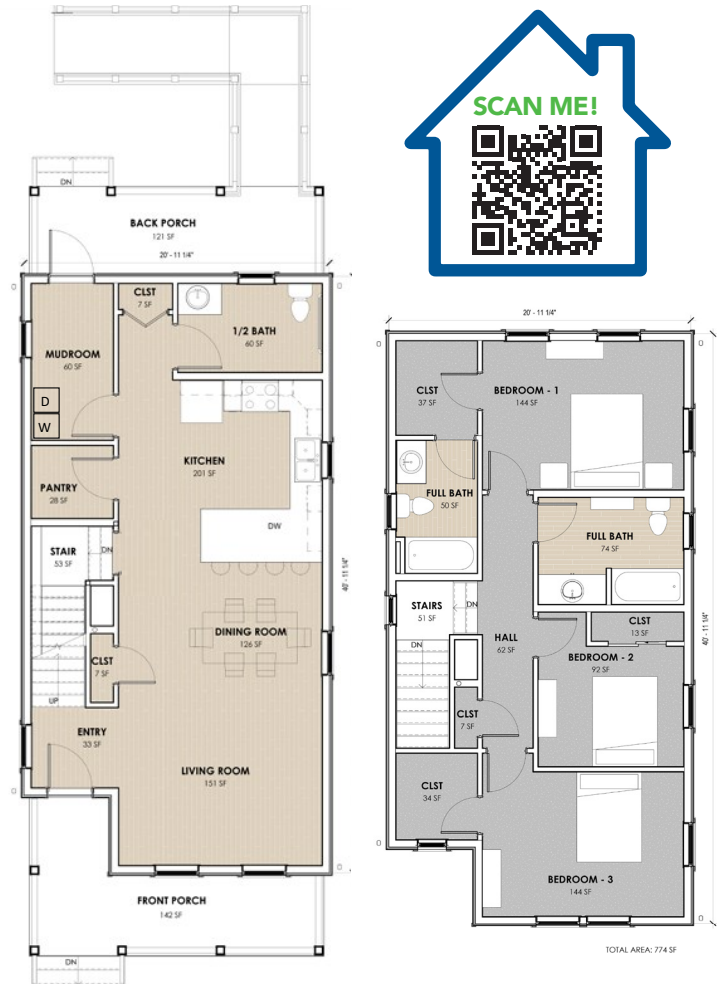 SCAN ME!
DN
BACK PORCH
121 SF
20' - 11 1/4"
CLST
7 SF
1/2 BATH
60 SF
MUDROOM
60 SF
D
W
KITCHEN
201 SF
PANTRY
28 SF
DW
STAIR
53 SF
DN
40' - 11 1/4"
DINING ROOM
126 SF
CLST
7 SF
UP
ENTRY
33 SF
LIVING ROOM
151 SF
FRONT PORCH
142 SF
DN
20' - 11 1/4"
CLST
37 SF
BEDROOM - 1
144 SF
FULL BATH
50 SF
FULL BATH
74 SF
STAIRS
51 SF
DN
DN
HALL
62 SF
CLST
13 SF
BEDROOM - 2
92 SF
40' - 11 1/4"
CLST
7 SF
CLST
34 SF
BEDROOM - 3
144 SF
TOTAL AREA: 774 SF